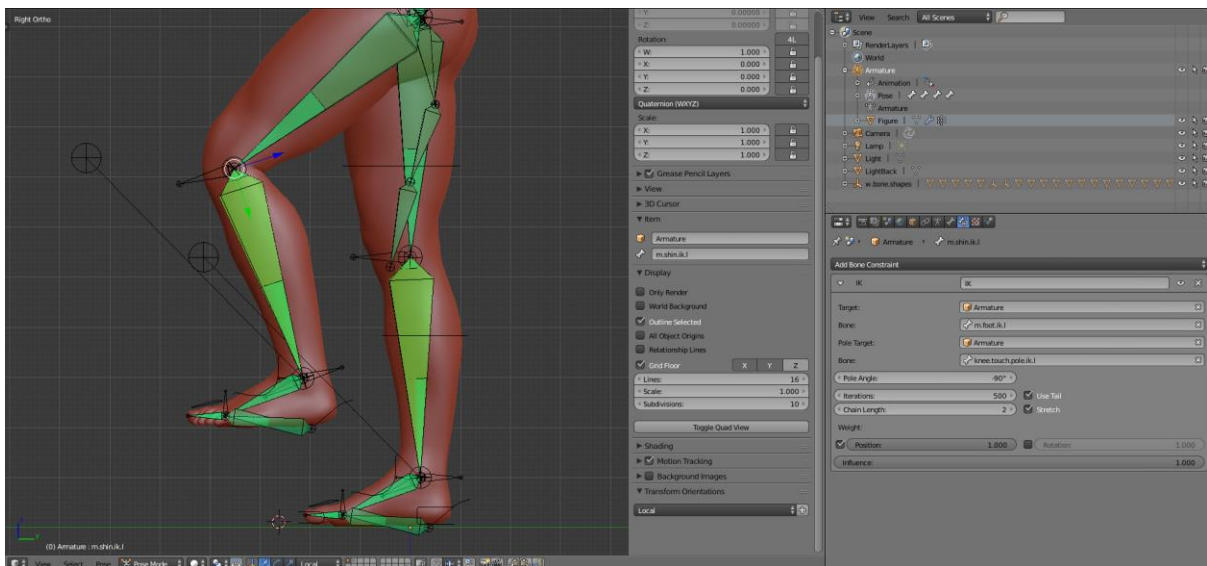 Right Ortho
(0) Armature : m.shin.ik.l
View Select Pose Pose Mode Local
Y: 0.00000
Z: 0.00000
Rotation:
4L
W: 1.000
X: 0.000
Y: 0.000
Z: 0.000
Quaternion (WXYZ)
Scale:
X: 1.000
Y: 1.000
Z: 1.000
Grease Pencil Layers
View
3D Cursor
Item
Armature
m.shin.ik.l
Display
Only Render
World Background
Outline Selected
All Object Origins
Relationship Lines
Grid Floor X Y Z
Lines: 16
Scale: 1.000
Subdivisions: 10
Toggle Quad View
Shading
Motion Tracking
Background Images
Transform Orientations
Local
View Search All Scenes
Scene
RenderLayers
World
Armature
Animation
Pose
Armature
Figure
Camera
Lamp
Light
LightBack
w.bone.shapes
Armature m.shin.ik.l
Add Bone Constraint
IK IK
Target: Armature
Bone: m.foot.ik.l
Pole Target: Armature
Bone: knee.touch.pole.ik.l
Pole Angle: -90°
Iterations: 500 Use Tail
Chain Length: 2 Stretch
Weight:
Position: 1.000 Rotation: 1.000
Influence: 1.000